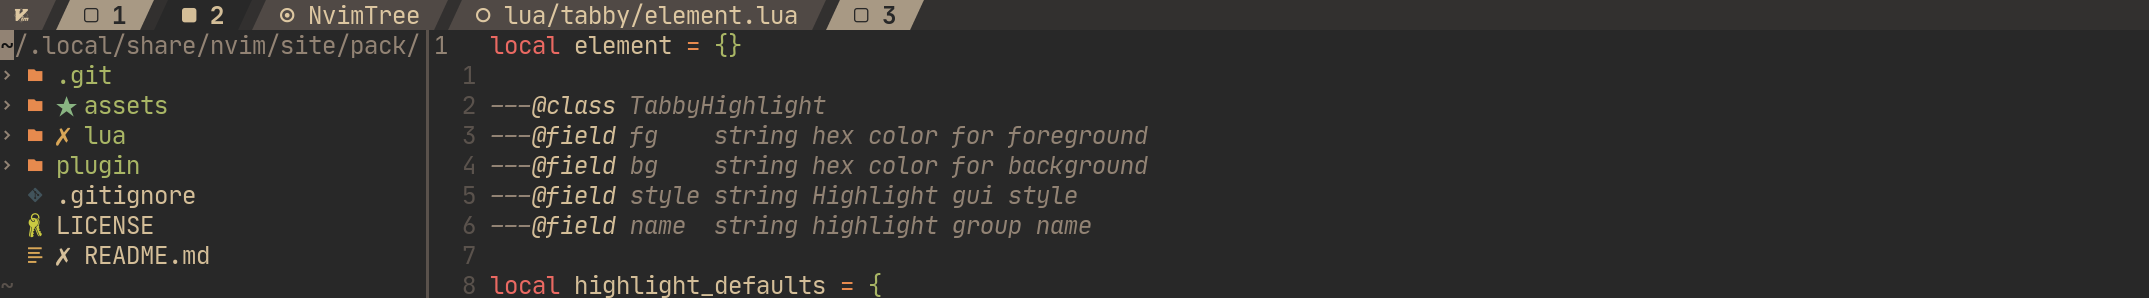 1 2 NvimTree lua/tabby/element.lua 3
~/.local/share/nvim/site/pack/
› .git
› ★ assets
› ✗ lua
› plugin
.gitignore
LICENSE
✗ README.md
~
1 local element = {}
1
2 ---@class TabbyHighlight
3 ---@field fg    string hex color for foreground
4 ---@field bg    string hex color for background
5 ---@field style string Highlight gui style
6 ---@field name  string highlight group name
7
8 local highlight_defaults = {